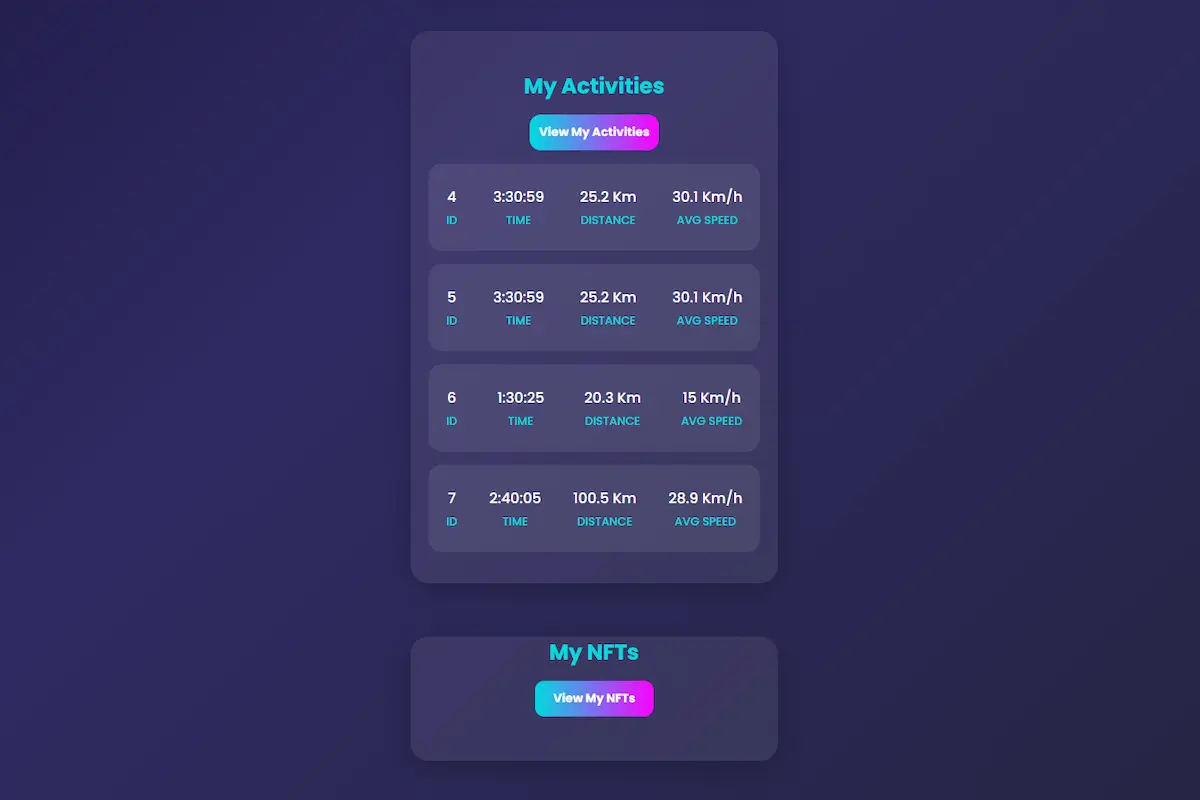 My Activities
View My Activities
4 3:30:59 25.2 Km 30.1 Km/h
ID TIME DISTANCE AVG SPEED
5 3:30:59 25.2 Km 30.1 Km/h
ID TIME DISTANCE AVG SPEED
6 1:30:25 20.3 Km 15 Km/h
ID TIME DISTANCE AVG SPEED
7 2:40:05 100.5 Km 28.9 Km/h
ID TIME DISTANCE AVG SPEED
My NFTs
View My NFTs